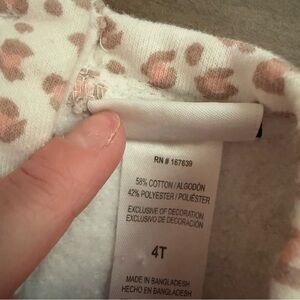 RN # 167639
58% COTTON / ALGODÓN
42% POLYESTER / POLIÉSTER
EXCLUSIVE OF DECORATION
EXCLUSIVO DE DECORACIÓN
4T
MADE IN BANGLADESH
HECHO EN BANGLADESH